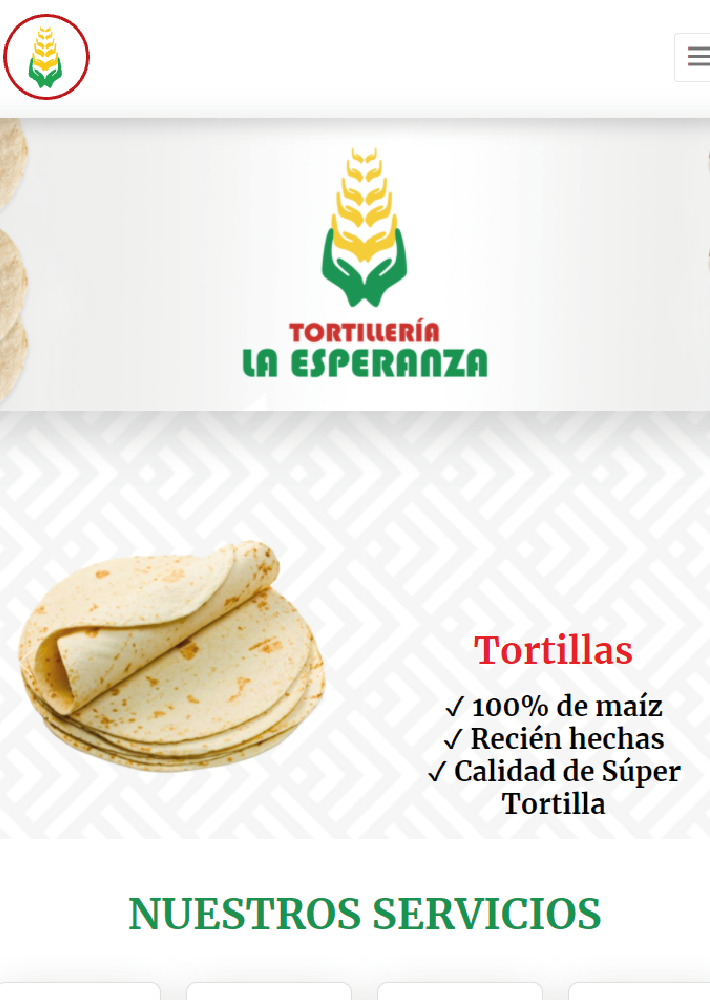 TORTILLERÍA
LA ESPERANZA
Tortillas
✓ 100% de maíz
✓ Recién hechas
✓ Calidad de Súper
Tortilla
NUESTROS SERVICIOS